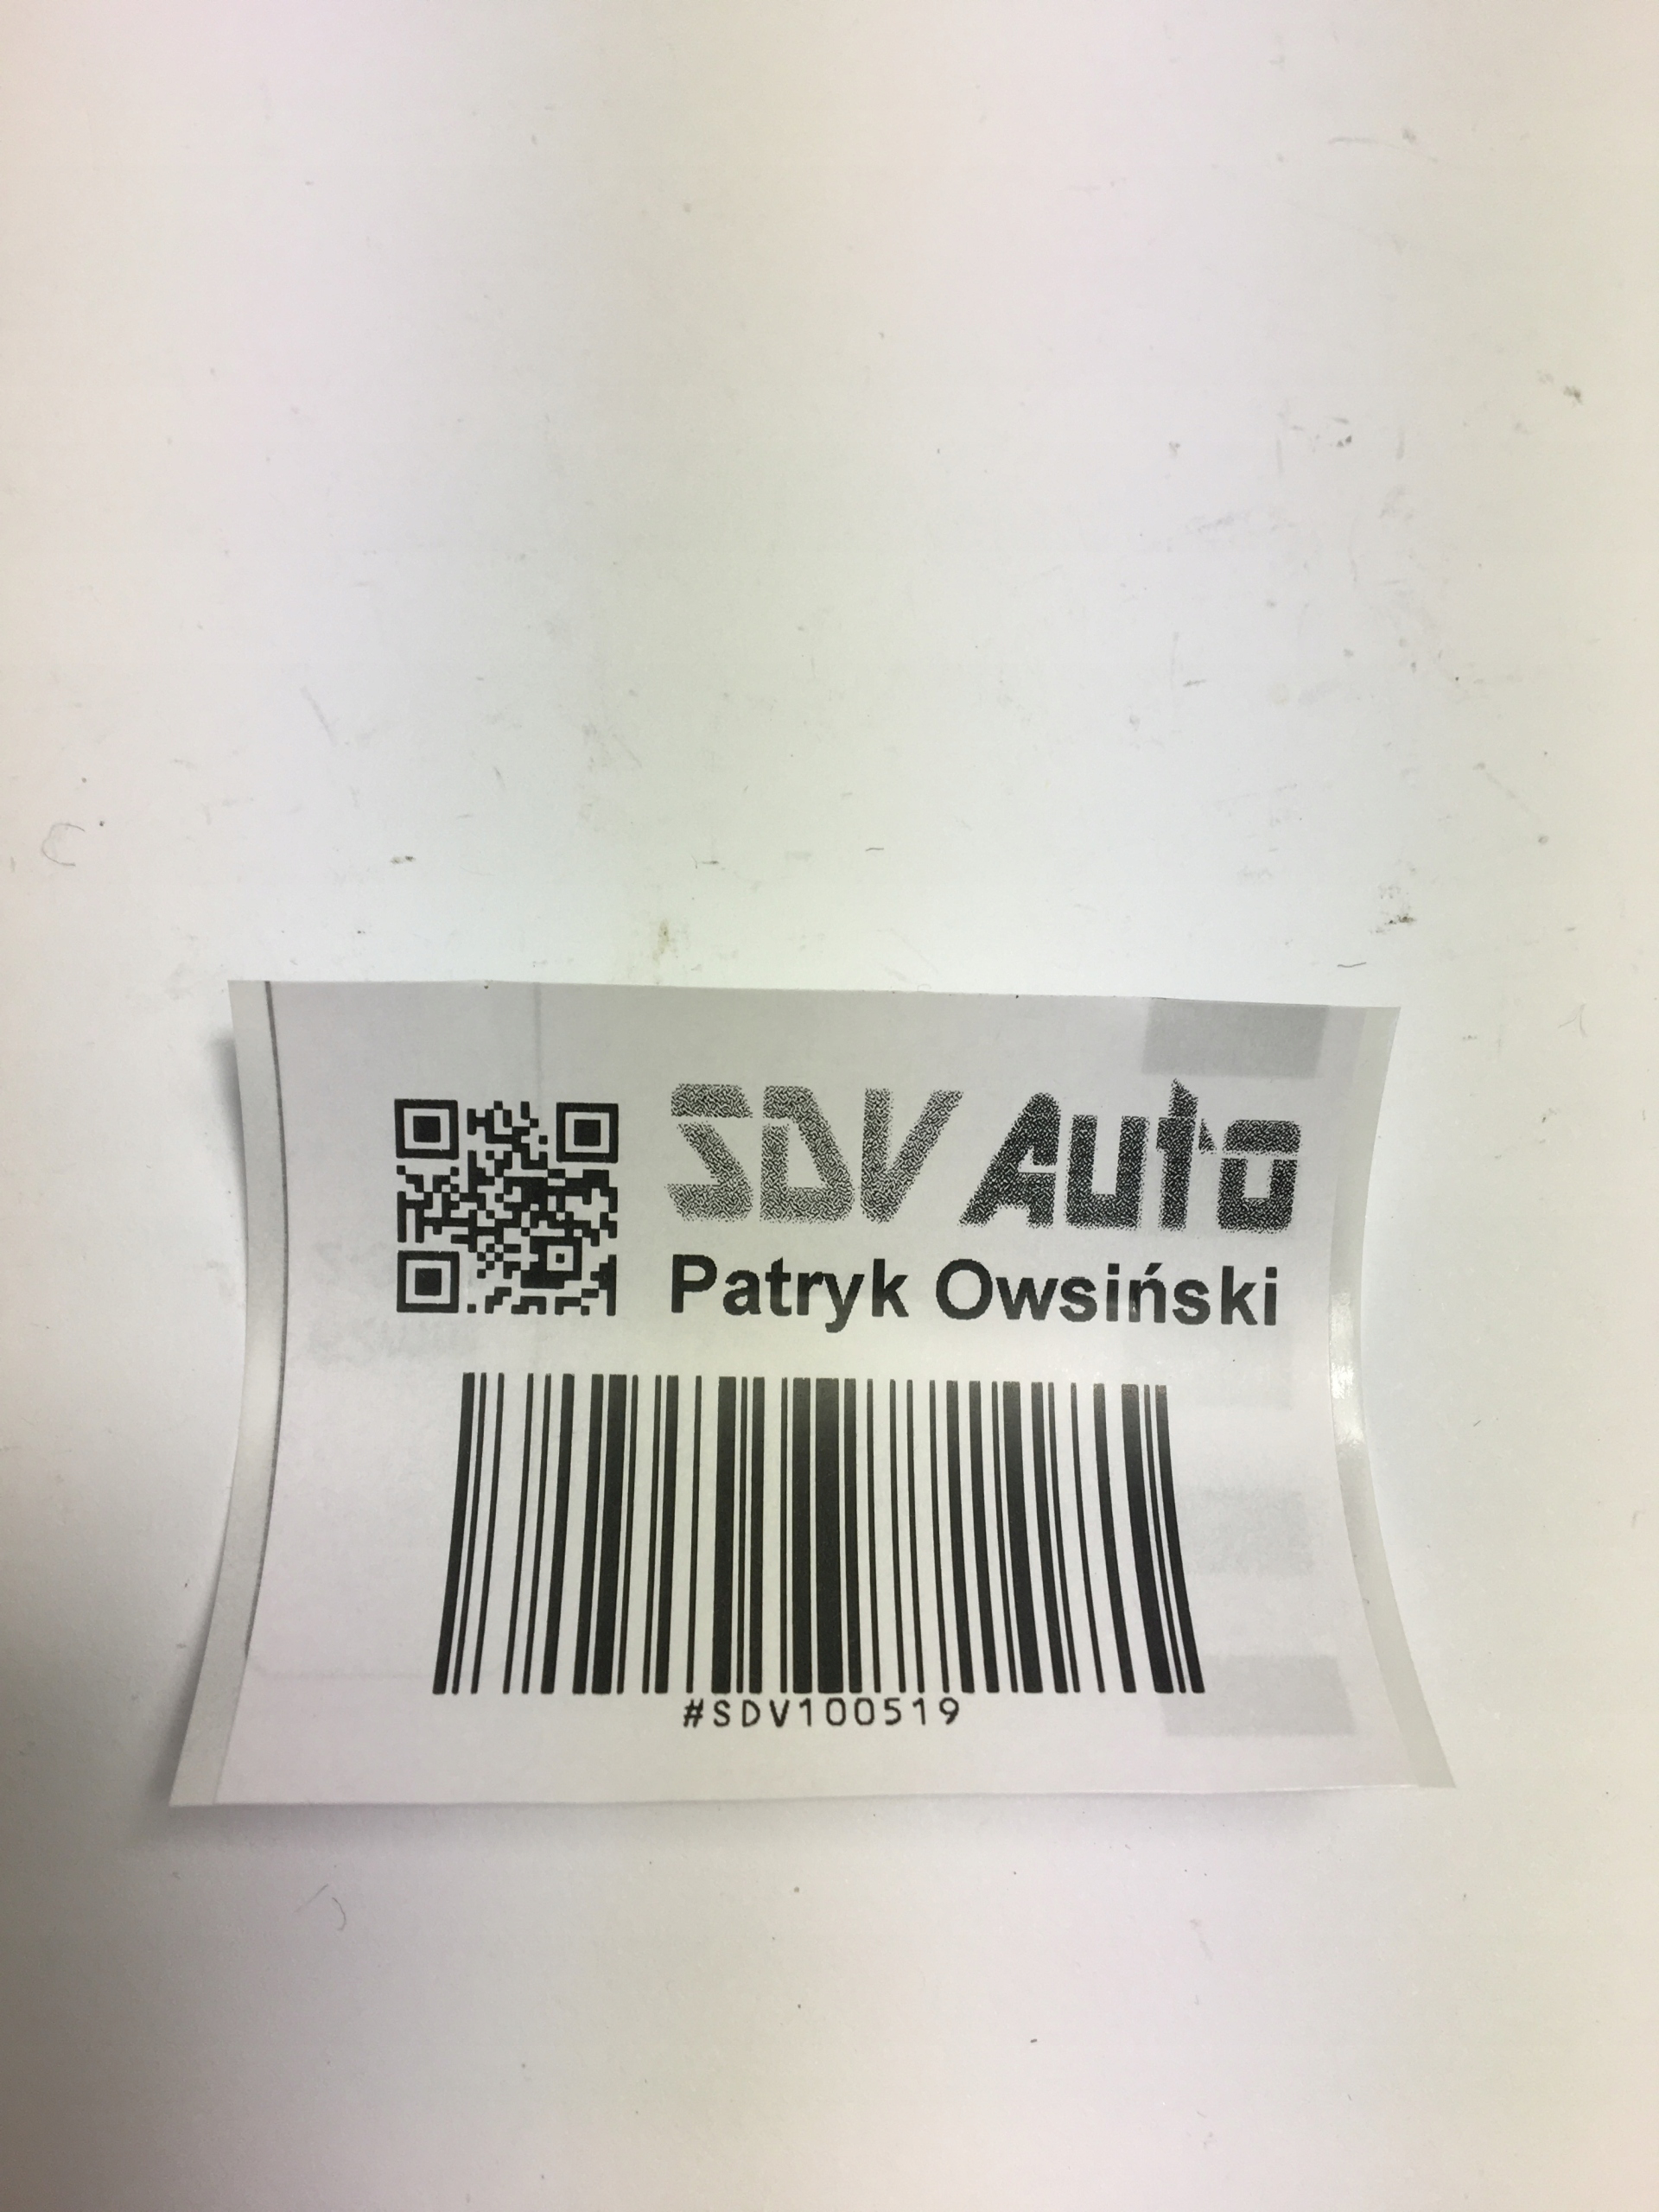 SDV Auto
Patryk Owsiński
#SDV100519